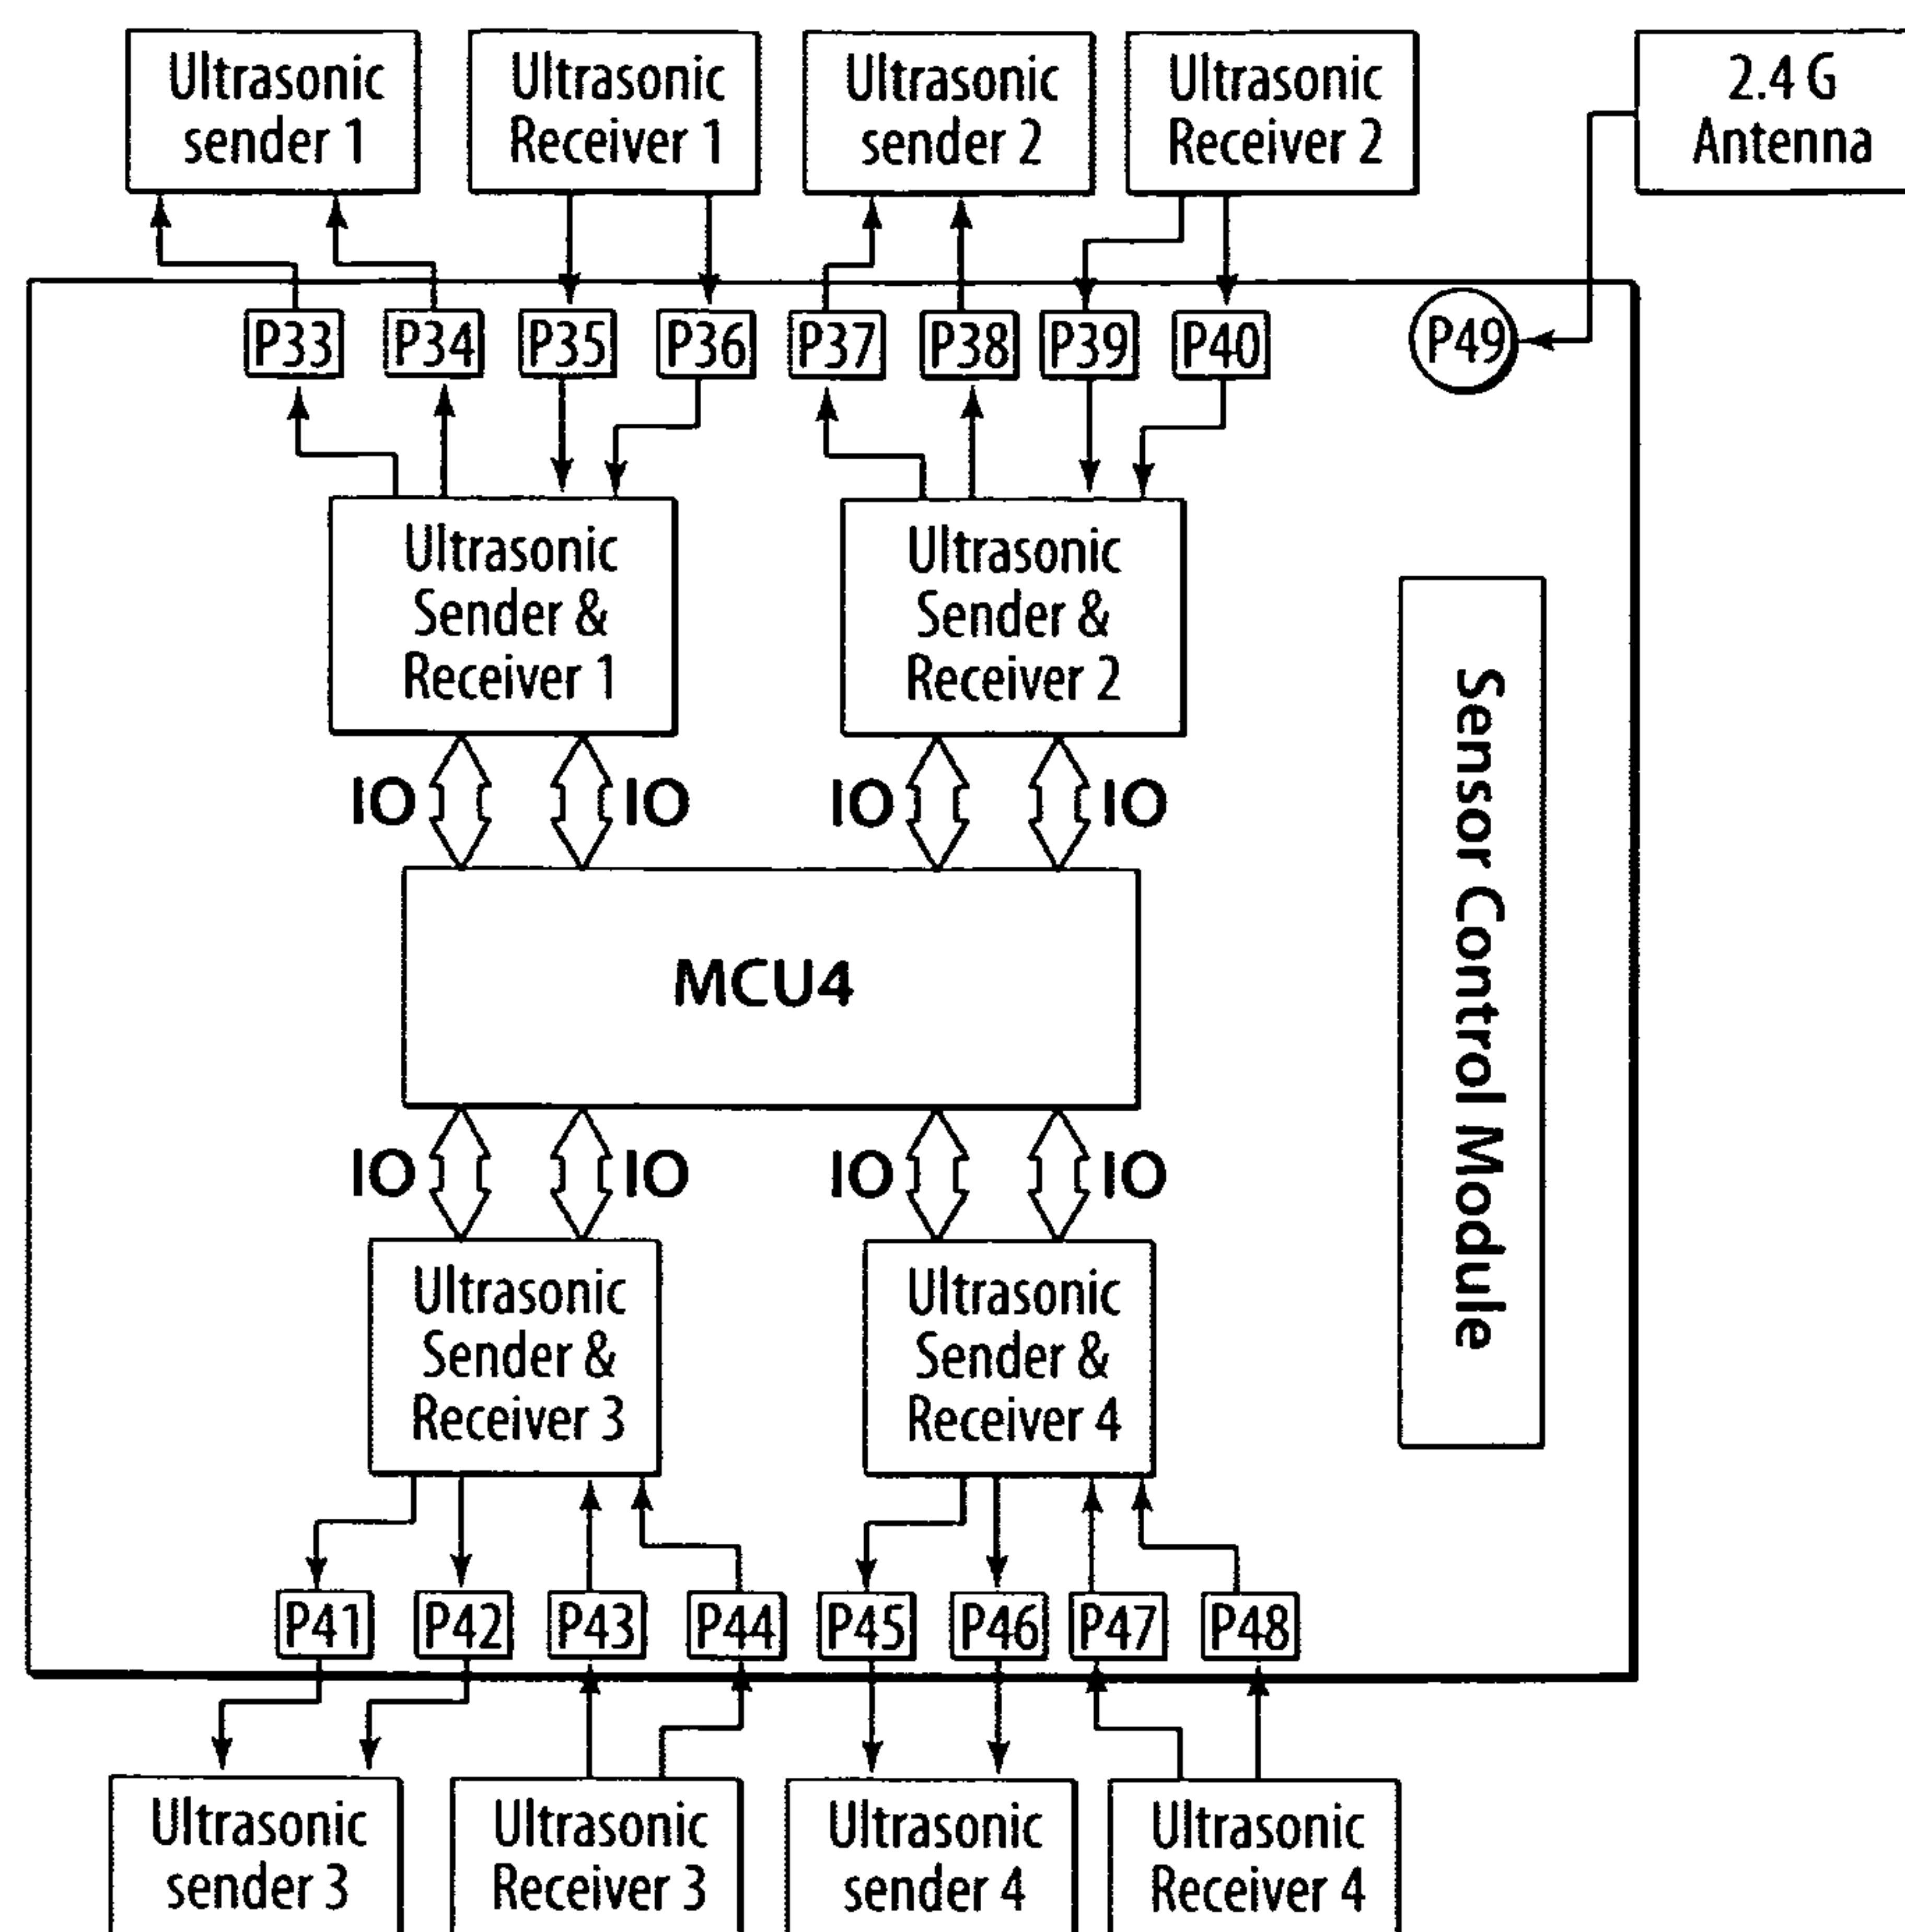 Ultrasonic
sender 1
Ultrasonic
Receiver 1
Ultrasonic
sender 2
Ultrasonic
Receiver 2
2.4 G
Antenna
P33
P34
P35
P36
P37
P38
P39
P40
P49
Ultrasonic
Sender &
Receiver 1
Ultrasonic
Sender &
Receiver 2
IO
IO
IO
IO
MCU4
Sensor Control Module
IO
IO
IO
IO
Ultrasonic
Sender &
Receiver 3
Ultrasonic
Sender &
Receiver 4
P41
P42
P43
P44
P45
P46
P47
P48
Ultrasonic
sender 3
Ultrasonic
Receiver 3
Ultrasonic
sender 4
Ultrasonic
Receiver 4